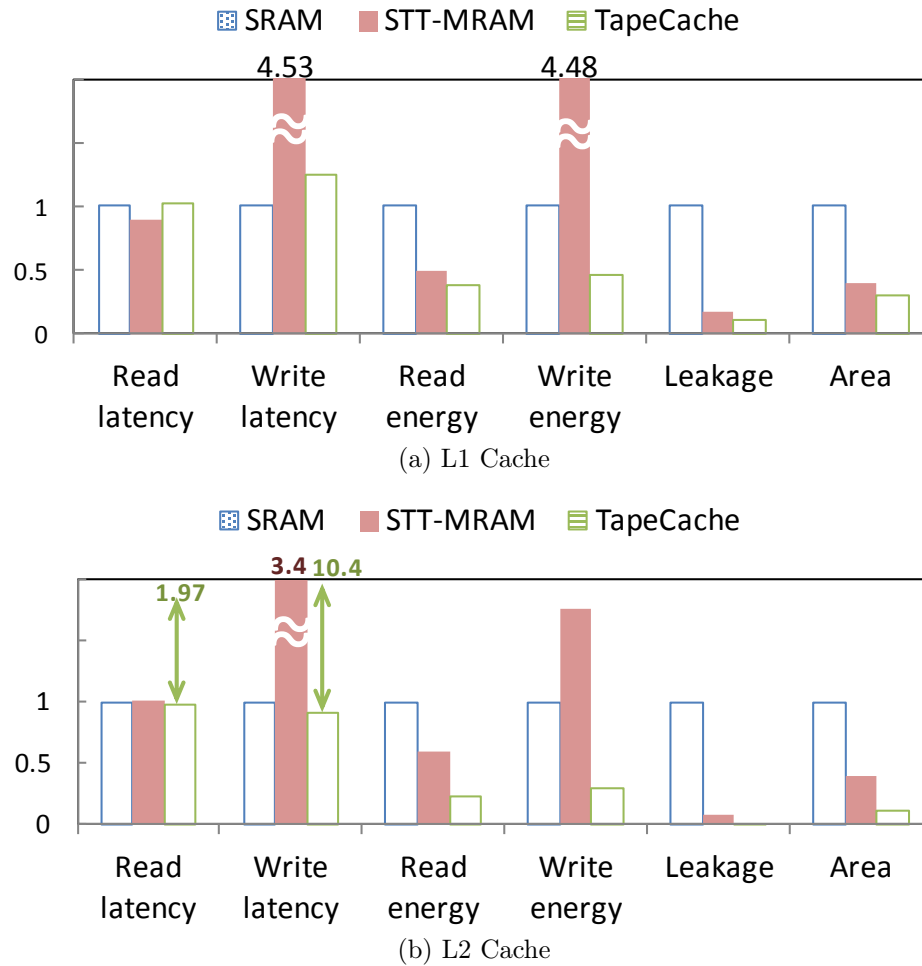 SRAM STT-MRAM TapeCache
4.53 4.48
1
0.5
0
Read latency Write latency Read energy Write energy Leakage Area
(a) L1 Cache
SRAM STT-MRAM TapeCache
3.4 10.4
1.97
1
0.5
0
Read latency Write latency Read energy Write energy Leakage Area
(b) L2 Cache